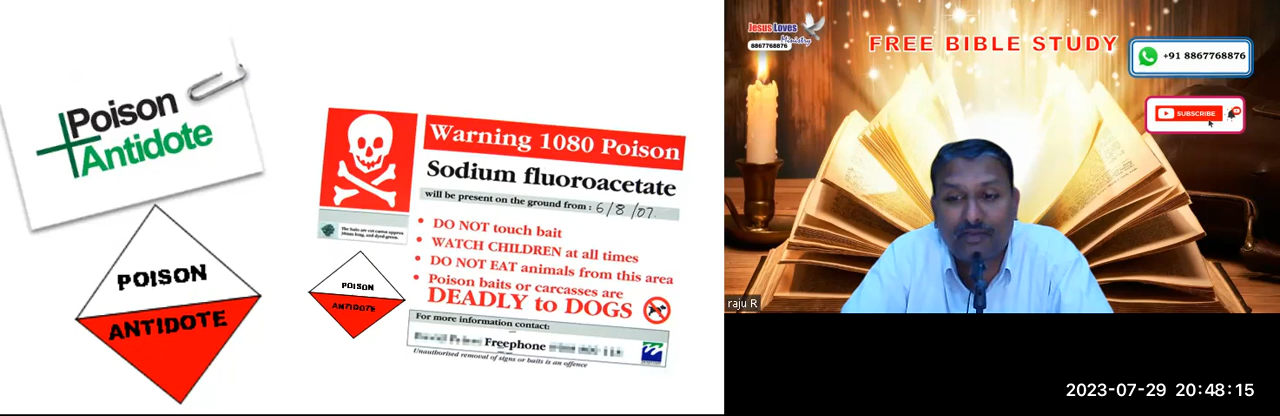 Poison
Antidote
POISON
ANTIDOTE
Warning 1080 Poison
Sodium fluoroacetate
will be present on the ground from : 6/8/07.
• DO NOT touch bait
• WATCH CHILDREN at all times
• DO NOT EAT animals from this area
• Poison baits or carcasses are
DEADLY to DOGS
For more information contact:
Freephone
Unauthorised removal of signs or baits is an offence
POISON
ANTIDOTE
Jesus Loves
Ministry
8867768876
FREE BIBLE STUDY
+91 8867768876
SUBSCRIBE
raju R
2023-07-29 20:48:15